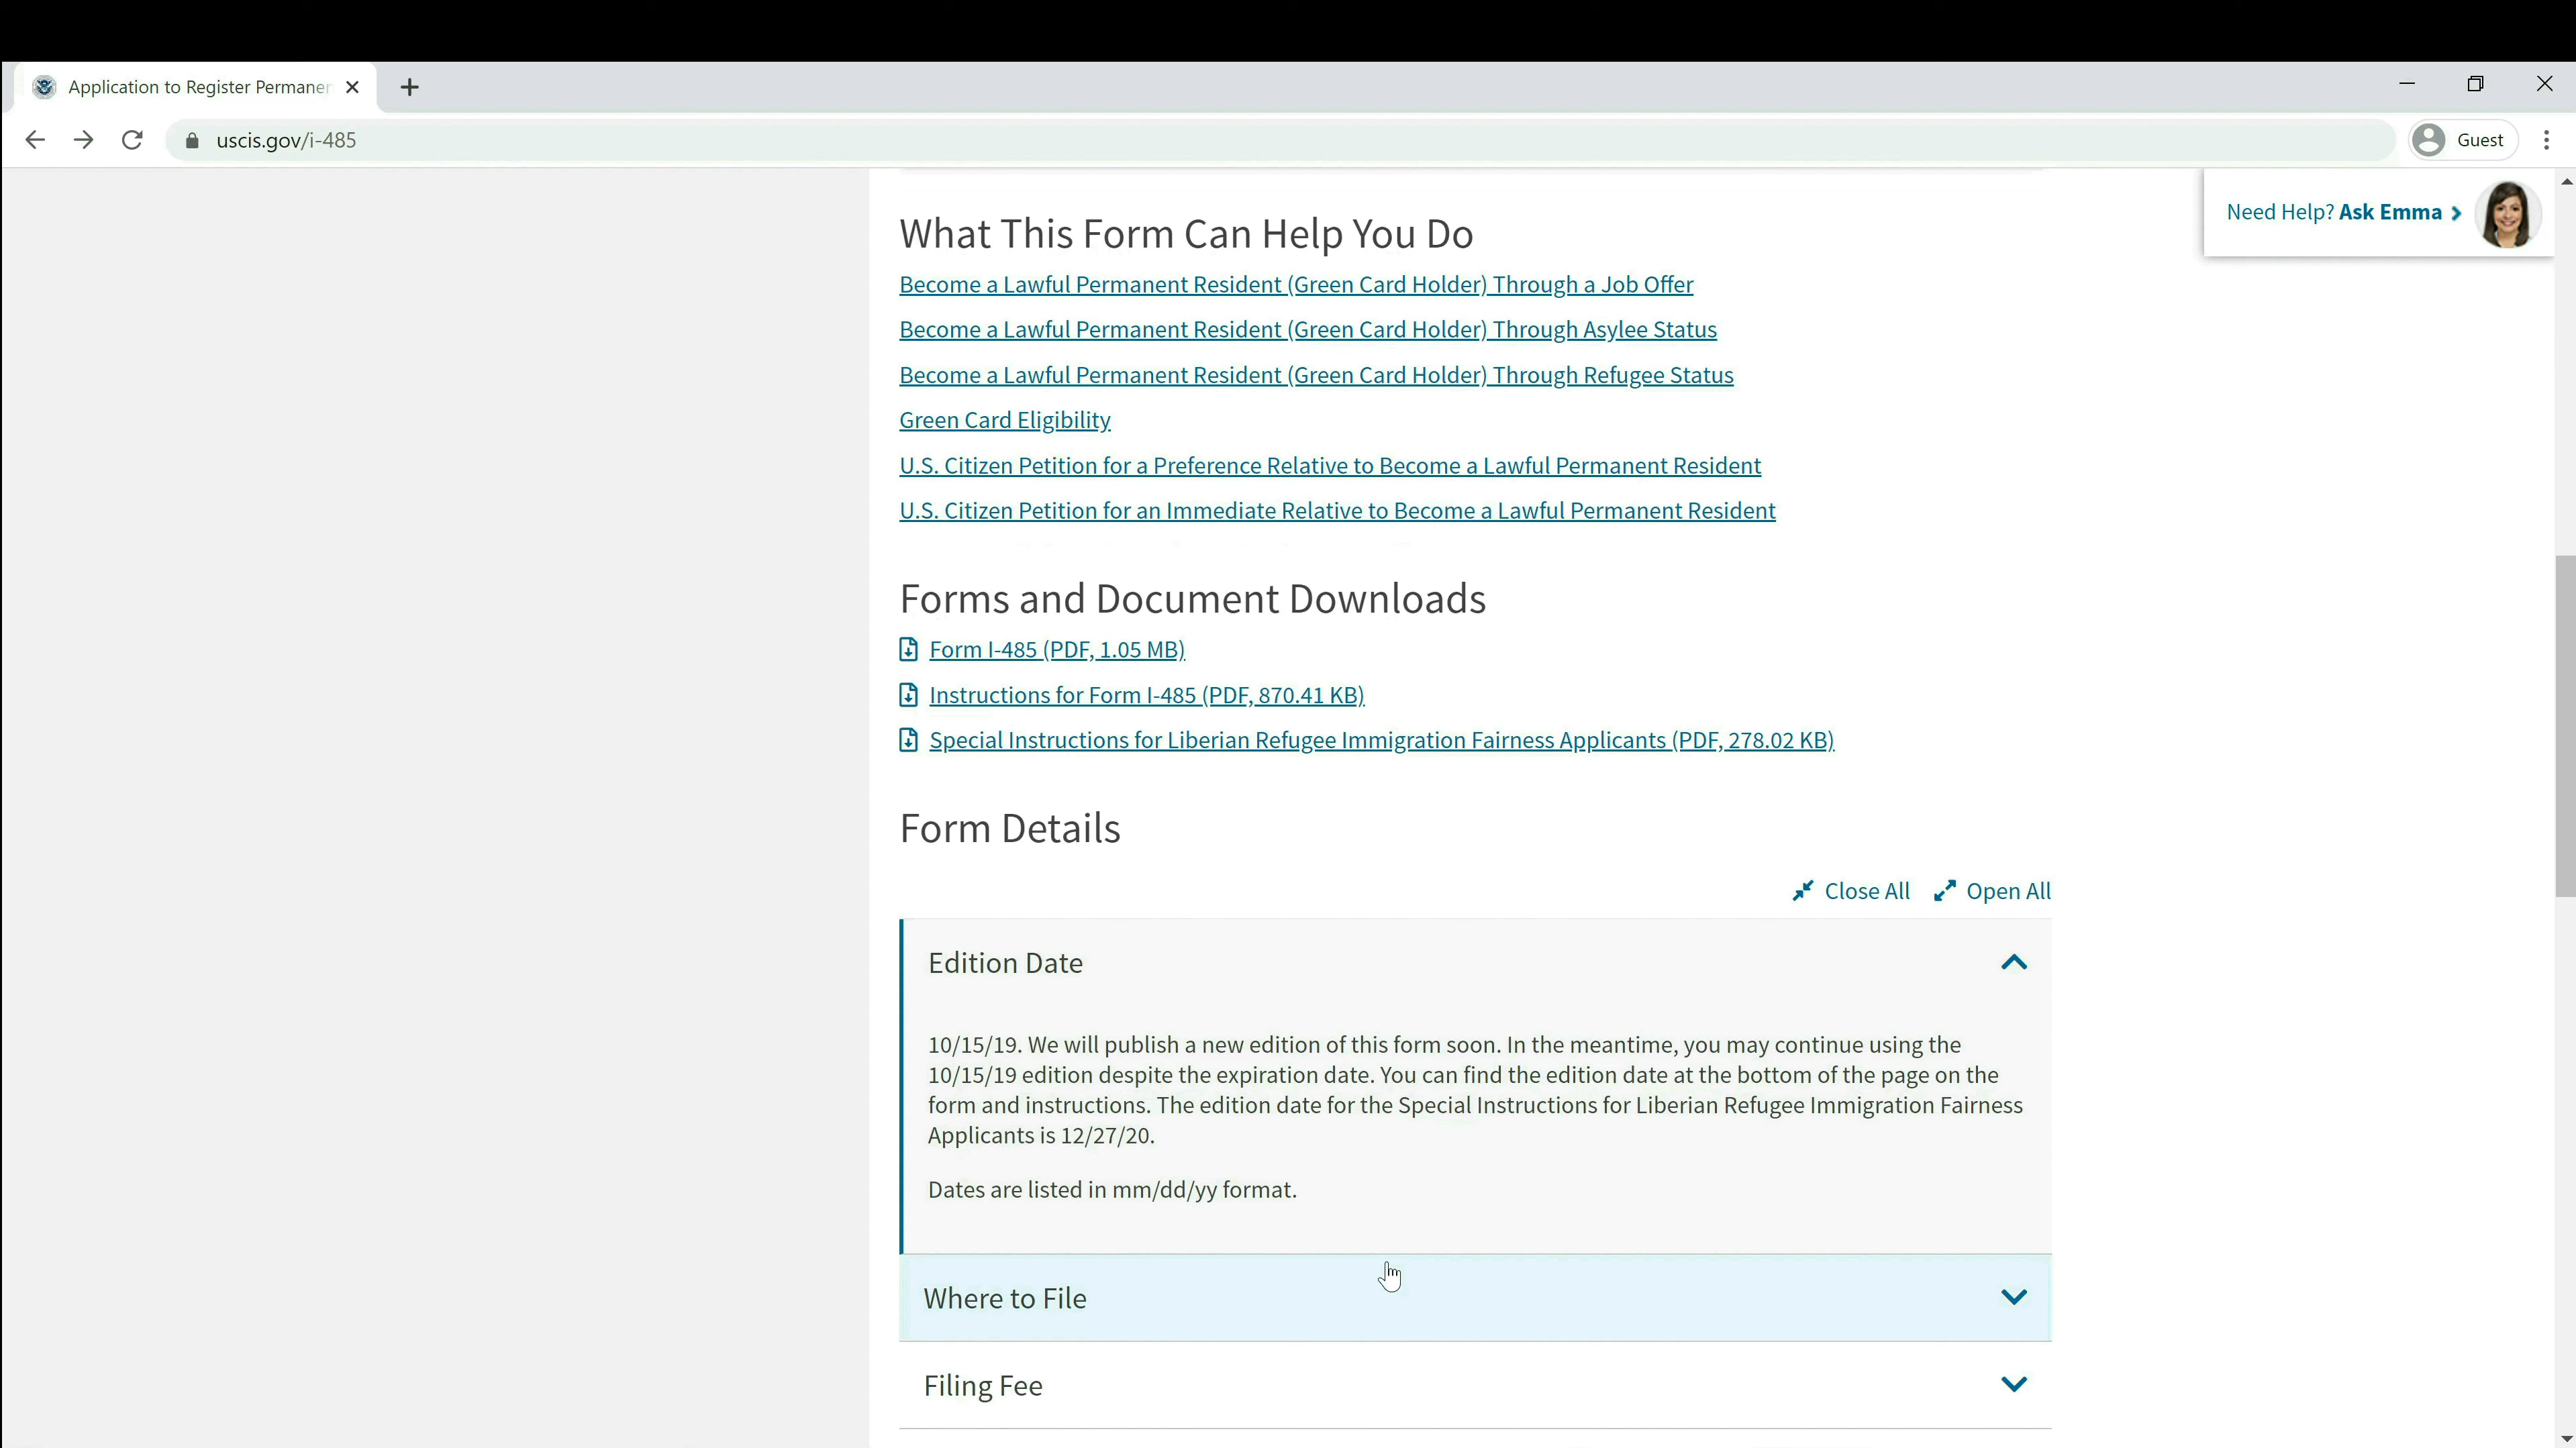 Application to Register Permaner
uscis.gov/i-485
Guest
Need Help? Ask Emma
What This Form Can Help You Do
Become a Lawful Permanent Resident (Green Card Holder) Through a Job Offer
Become a Lawful Permanent Resident (Green Card Holder) Through Asylee Status
Become a Lawful Permanent Resident (Green Card Holder) Through Refugee Status
Green Card Eligibility
U.S. Citizen Petition for a Preference Relative to Become a Lawful Permanent Resident
U.S. Citizen Petition for an Immediate Relative to Become a Lawful Permanent Resident
Forms and Document Downloads
Form I-485 (PDF, 1.05 MB)
Instructions for Form I-485 (PDF, 870.41 KB)
Special Instructions for Liberian Refugee Immigration Fairness Applicants (PDF, 278.02 KB)
Form Details
Close All Open All
Edition Date
10/15/19. We will publish a new edition of this form soon. In the meantime, you may continue using the
10/15/19 edition despite the expiration date. You can find the edition date at the bottom of the page on the
form and instructions. The edition date for the Special Instructions for Liberian Refugee Immigration Fairness
Applicants is 12/27/20.
Dates are listed in mm/dd/yy format.
Where to File
Filing Fee